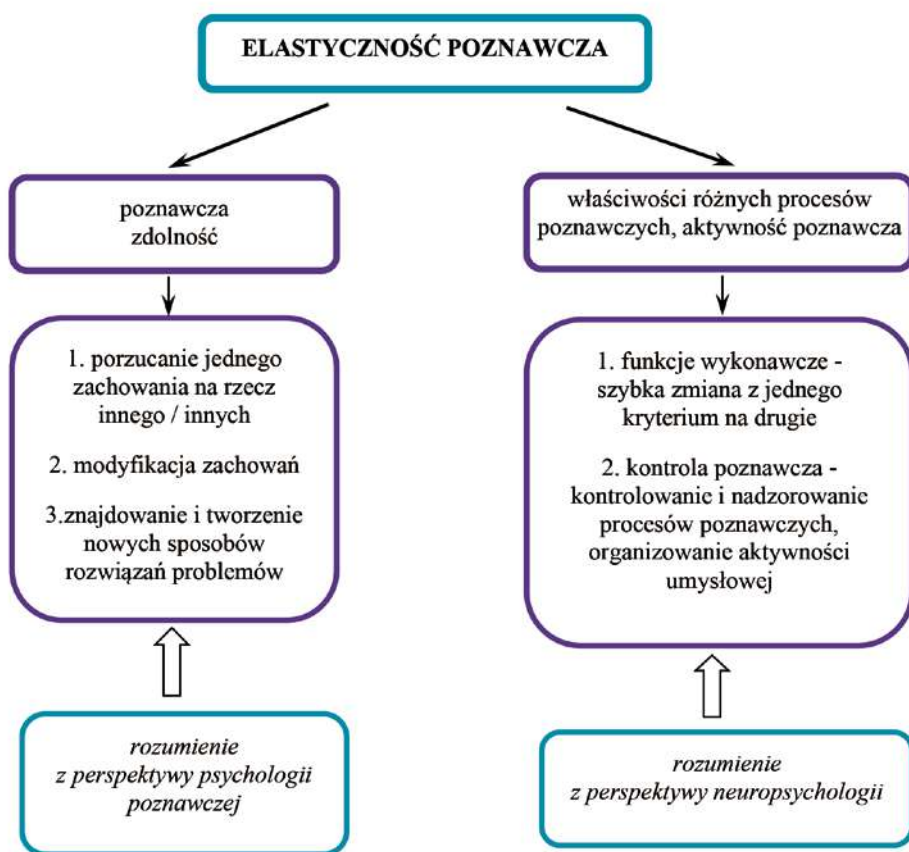 ELASTYCZNOŚĆ POZNAWCZA
poznawcza
zdolność
właściwości różnych procesów
poznawczych, aktywność poznawcza
1. porzucanie jednego
zachowania na rzecz
innego / innych
2. modyfikacja zachowań
3.znajdowanie i tworzenie
nowych sposobów
rozwiązań problemów
1. funkcje wykonawcze -
szybka zmiana z jednego
kryterium na drugie
2. kontrola poznawcza -
kontrolowanie i nadzorowanie
procesów poznawczych,
organizowanie aktywności
umysłowej
rozumienie
z perspektywy psychologii
poznawczej
rozumienie
z perspektywy neuropsychologii